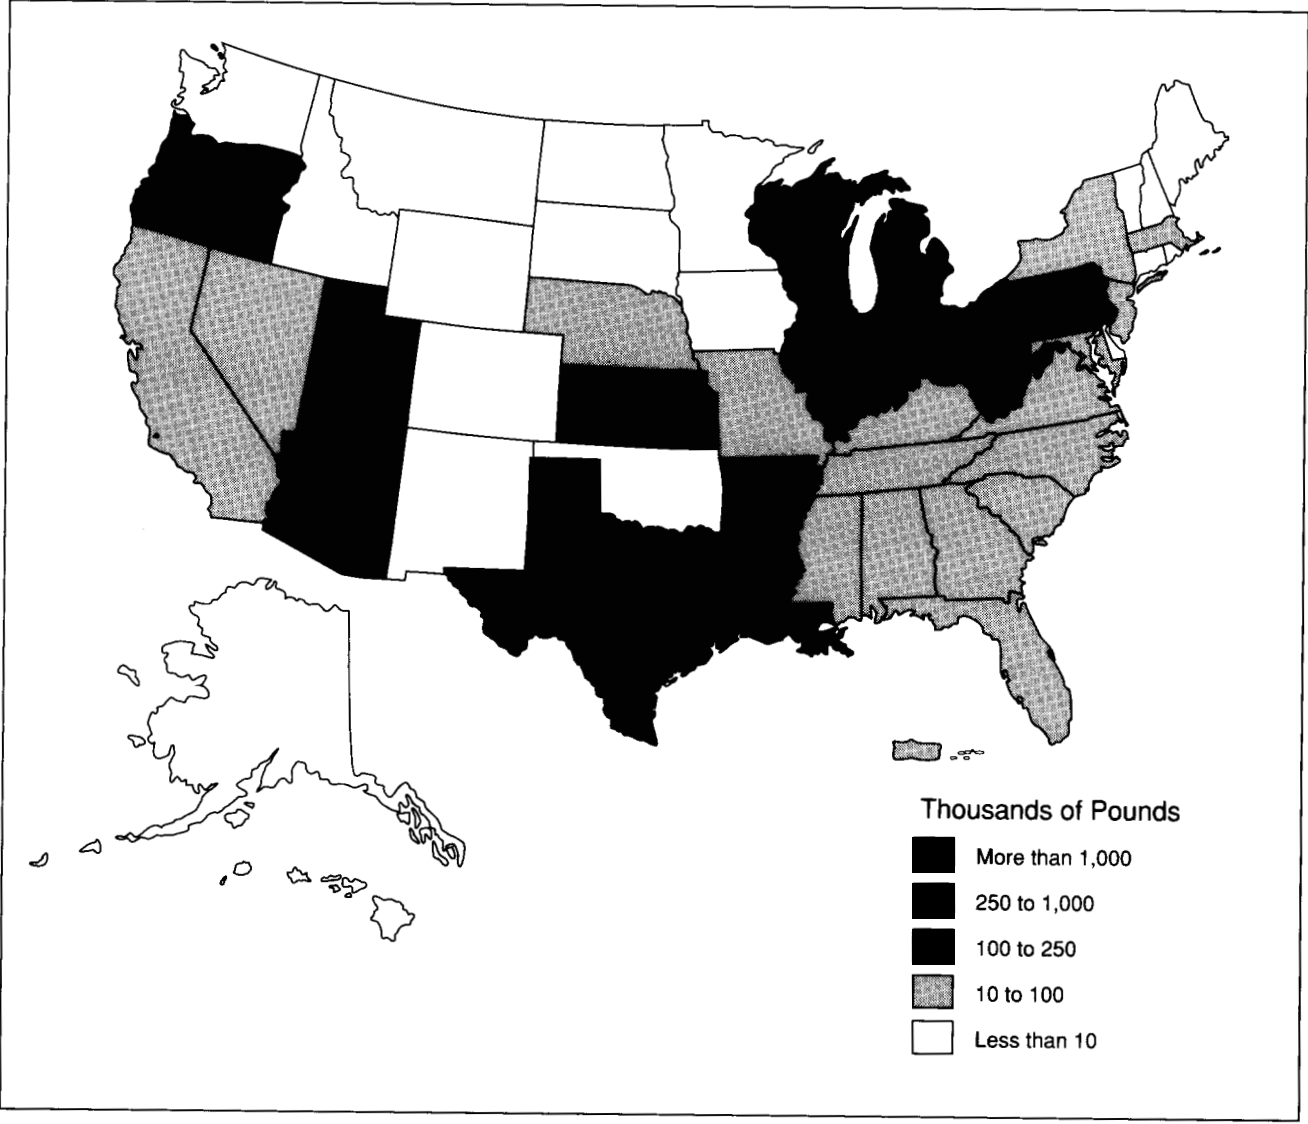 Thousands of Pounds
More than 1,000
250 to 1,000
100 to 250
10 to 100
Less than 10